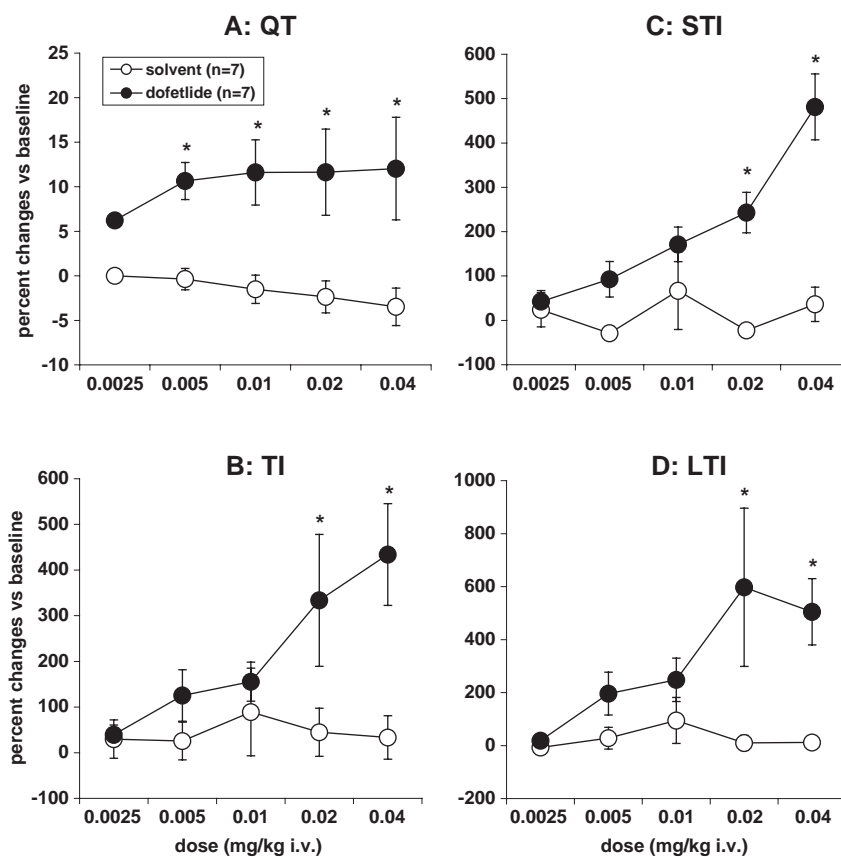 A: QT
25
20
15
10
5
0
-5
-10
percent changes vs baseline
solvent (n=7)
dofetlide (n=7)
* * * *
0.0025 0.005 0.01 0.02 0.04
C: STI
600
500
400
300
200
100
0
-100
* *
0.0025 0.005 0.01 0.02 0.04
B: TI
600
500
400
300
200
100
0
-100
percent changes vs baseline
* *
0.0025 0.005 0.01 0.02 0.04
dose (mg/kg i.v.)
D: LTI
1000
800
600
400
200
0
-200
* *
0.0025 0.005 0.01 0.02 0.04
dose (mg/kg i.v.)